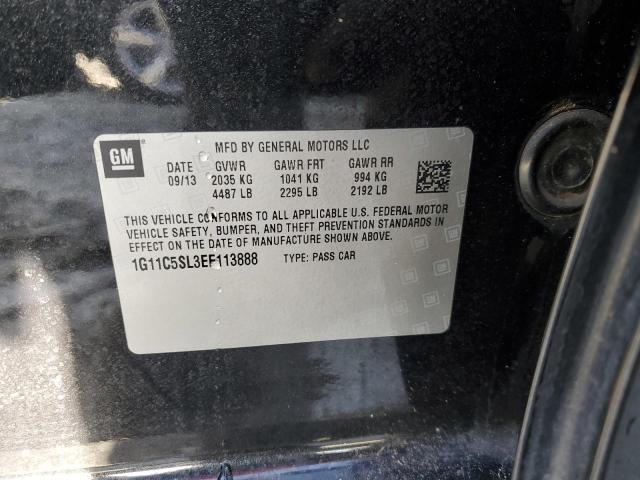 GM
MFD BY GENERAL MOTORS LLC
DATE GVWR GAWR FRT GAWR RR
09/13 2035 KG 1041 KG 994 KG
4487 LB 2295 LB 2192 LB
THIS VEHICLE CONFORMS TO ALL APPLICABLE U.S. FEDERAL MOTOR
VEHICLE SAFETY, BUMPER, AND THEFT PREVENTION STANDARDS IN
EFFECT ON THE DATE OF MANUFACTURE SHOWN ABOVE.
1G11C5SL3EF113888 TYPE: PASS CAR